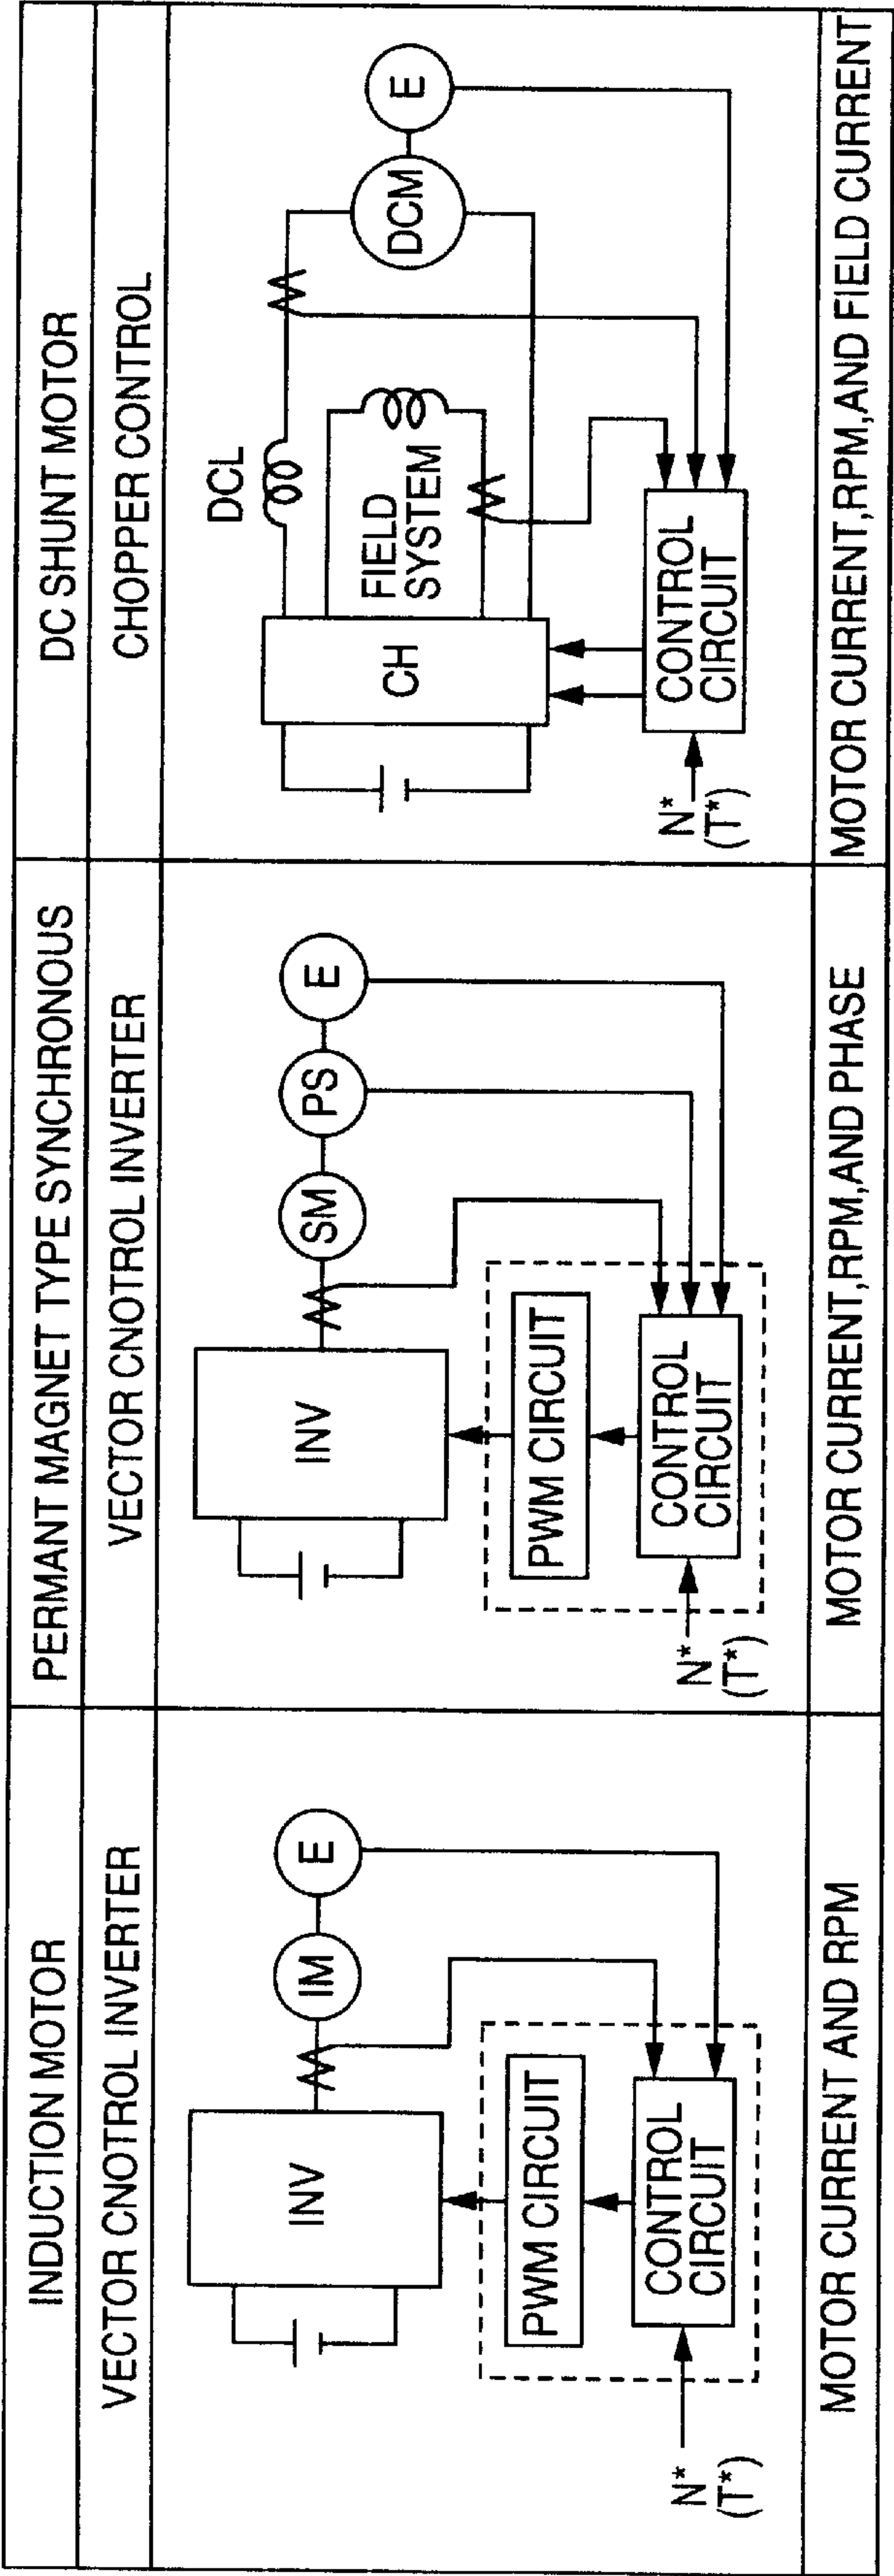 INDUCTION MOTOR
PERMANT MAGNET TYPE SYNCHRONOUS
DC SHUNT MOTOR
VECTOR CNOTROL INVERTER
VECTOR CNOTROL INVERTER
CHOPPER CONTROL
INV
IM
E
PWM CIRCUIT
CONTROL
CIRCUIT
N*
(T*)
INV
SM
PS
E
PWM CIRCUIT
CONTROL
CIRCUIT
N*
(T*)
DCL
FIELD
SYSTEM
CH
DCM
E
CONTROL
CIRCUIT
N*
(T*)
MOTOR CURRENT AND RPM
MOTOR CURRENT,RPM,AND PHASE
MOTOR CURRENT,RPM,AND FIELD CURRENT